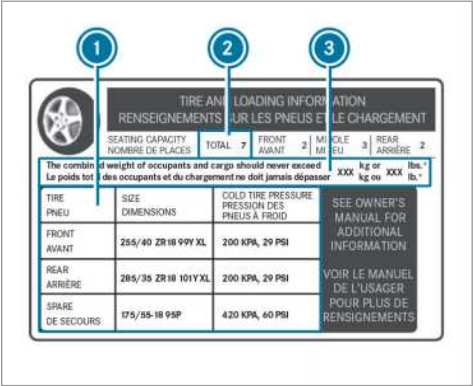 1
2
3
TIRE AND LOADING INFORMATION
RENSEIGNEMENTS SUR LES PNEUS ET LE CHARGEMENT
SEATING CAPACITY
NOMBRE DE PLACES
TOTAL 7
FRONT
AVANT
2
MIDDLE
MILIEU
3
REAR
ARRIÈRE
2
The combined weight of occupants and cargo should never exceed XXX kg or XXX lbs.*
Le poids total des occupants et du chargement ne doit jamais dépasser kg ou lb.*
TIRE
PNEU
SIZE
DIMENSIONS
COLD TIRE PRESSURE
PRESSION DES
PNEUS À FROID
FRONT
AVANT
255/40 ZR18 99Y XL
200 KPA, 29 PSI
REAR
ARRIÈRE
285/35 ZR18 101Y XL
200 KPA, 29 PSI
SPARE
DE SECOURS
175/55-18 95P
420 KPA, 60 PSI
SEE OWNER'S
MANUAL FOR
ADDITIONAL
INFORMATION
VOIR LE MANUEL
DE L'USAGER
POUR PLUS DE
RENSIGNEMENTS